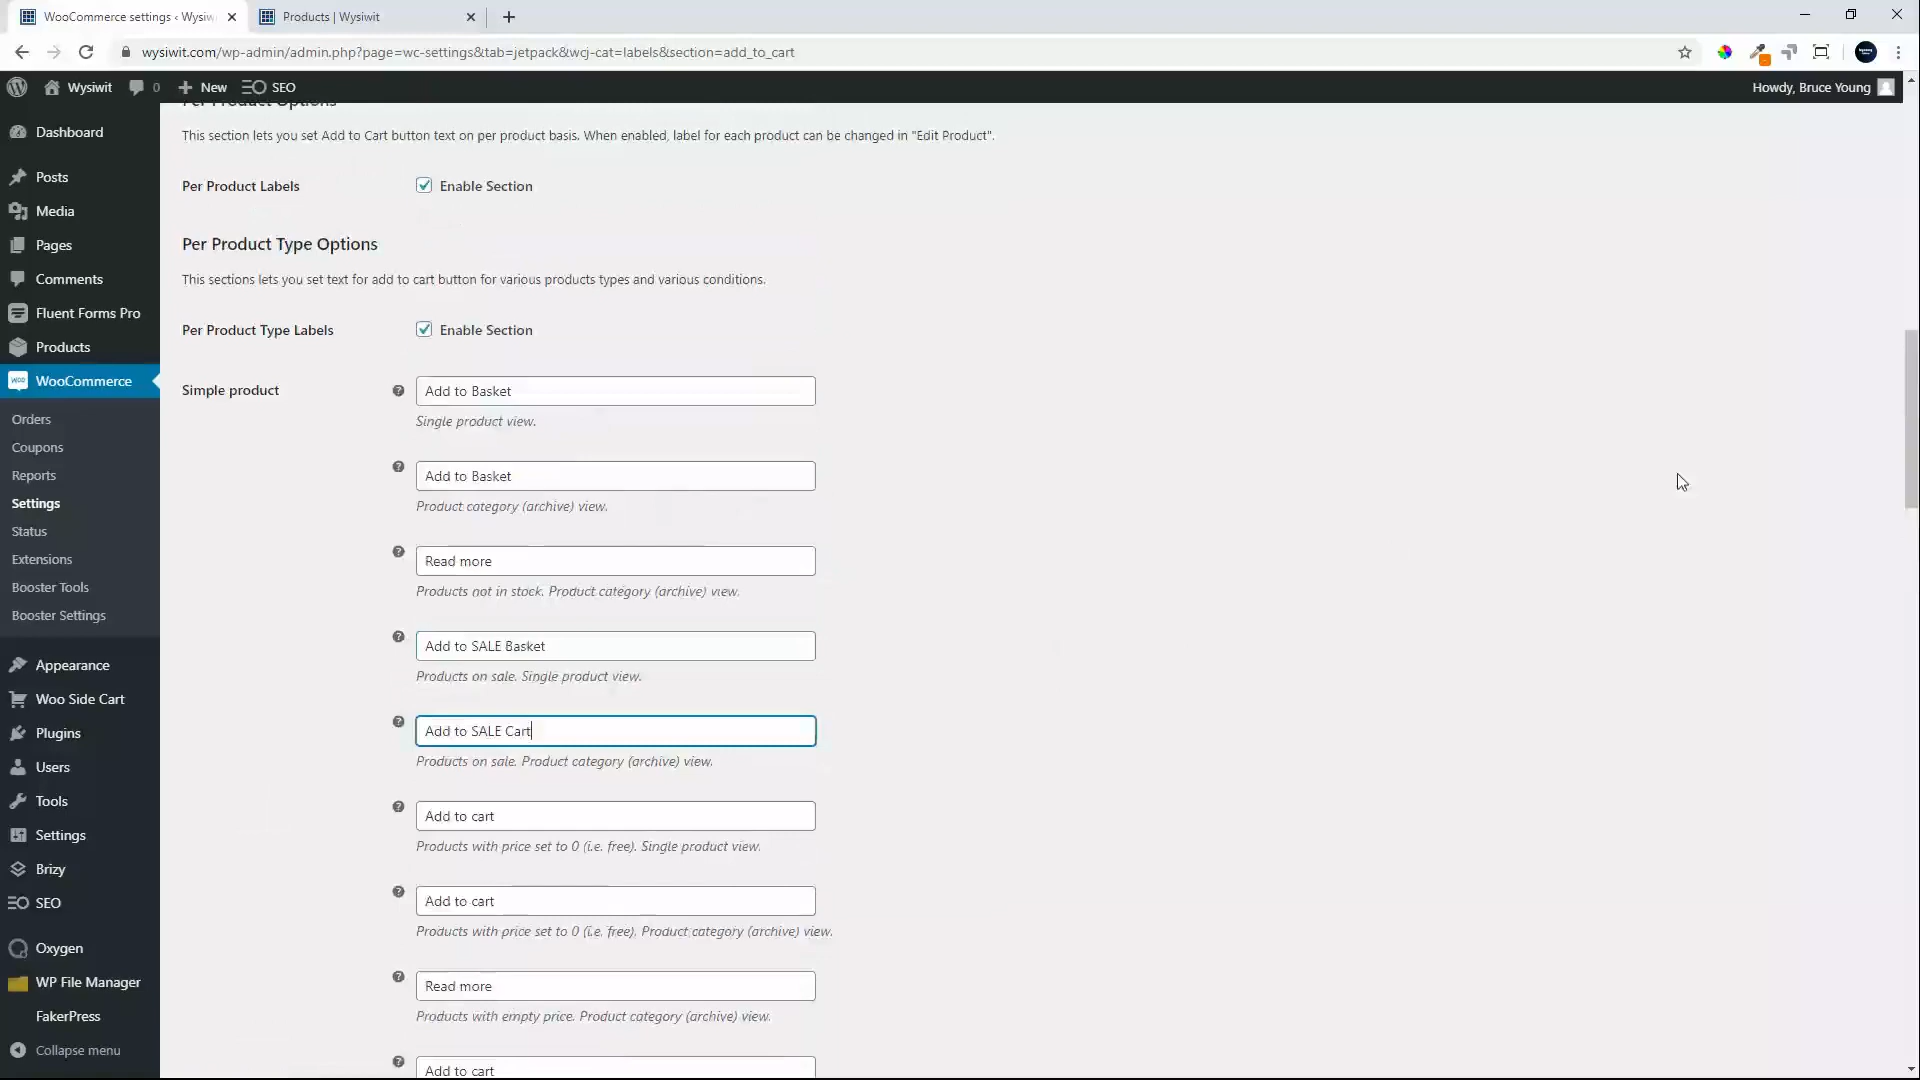 WooCommerce settings ‹ Wysiwi
Products | Wysiwit
wysiwit.com/wp-admin/admin.php?page=wc-settings&tab=jetpack&wcj-cat=labels&section=add_to_cart
Wysiwit
0
New
SEO
Howdy, Bruce Young
Dashboard
Posts
Media
Pages
Comments
Fluent Forms Pro
Products
WooCommerce
Orders
Coupons
Reports
Settings
Status
Extensions
Booster Tools
Booster Settings
Appearance
Woo Side Cart
Plugins
Users
Tools
Settings
Brizy
SEO
Oxygen
WP File Manager
FakerPress
Collapse menu
Per Product Options
This section lets you set Add to Cart button text on per product basis. When enabled, label for each product can be changed in "Edit Product".
Per Product Labels
Enable Section
Per Product Type Options
This sections lets you set text for add to cart button for various products types and various conditions.
Per Product Type Labels
Enable Section
Simple product
Add to Basket
Single product view.
Add to Basket
Product category (archive) view.
Read more
Products not in stock. Product category (archive) view.
Add to SALE Basket
Products on sale. Single product view.
Add to SALE Cart
Products on sale. Product category (archive) view.
Add to cart
Products with price set to 0 (i.e. free). Single product view.
Add to cart
Products with price set to 0 (i.e. free). Product category (archive) view.
Read more
Products with empty price. Product category (archive) view.
Add to cart